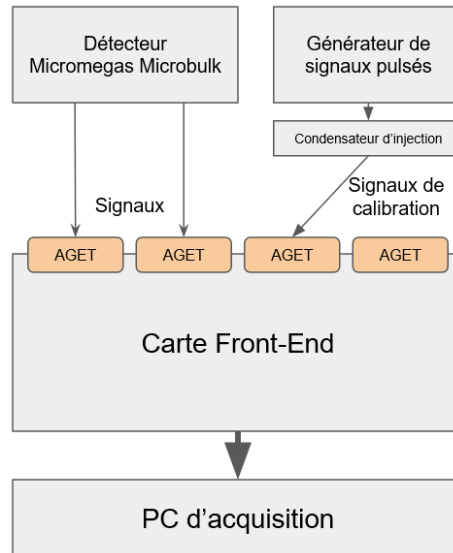 Détecteur
Micromegas Microbulk
Générateur de
signaux pulsés
Condensateur d'injection
Signaux
Signaux de
calibration
AGET
AGET
AGET
AGET
Carte Front-End
PC d'acquisition